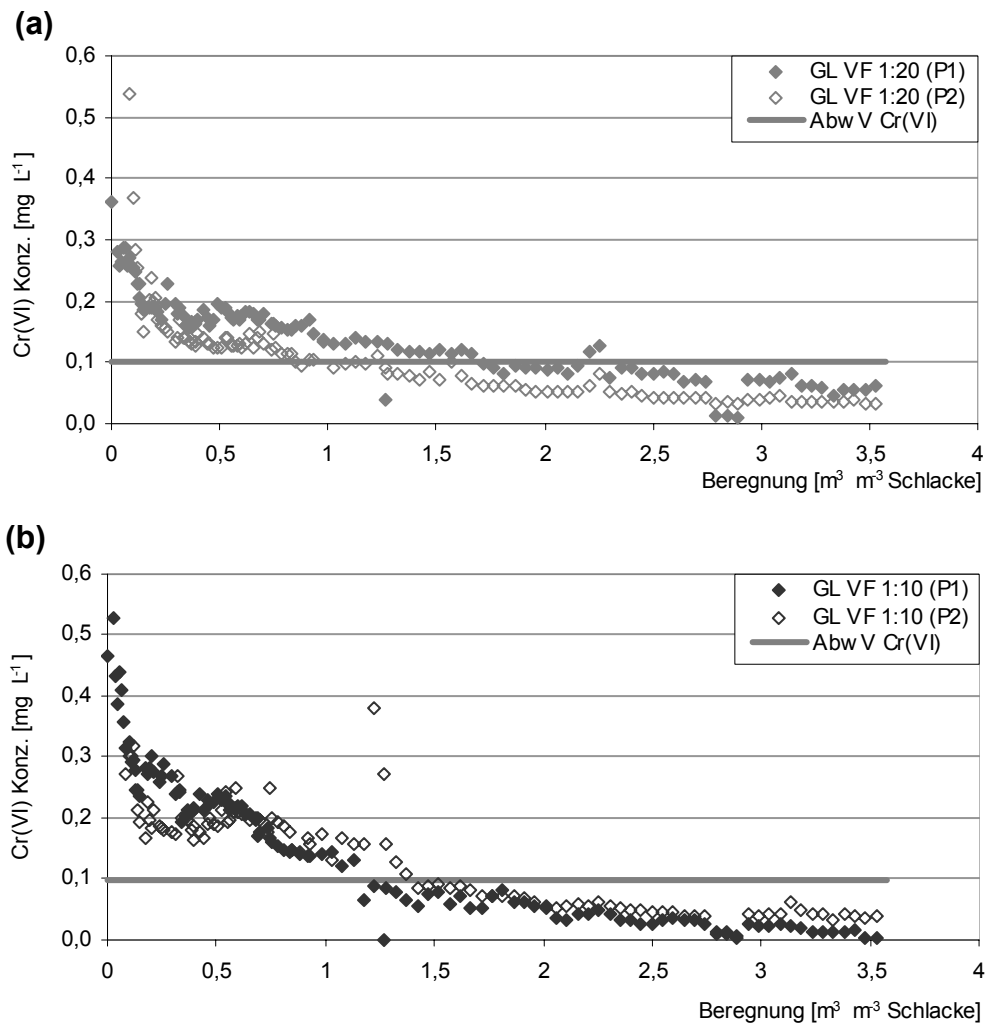 (a)
0,6
0,5
0,4
0,3
0,2
0,1
0,0
Cr(VI) Konz. [mg L⁻¹]
GL VF 1:20 (P1)
GL VF 1:20 (P2)
Abw V Cr(VI)
0 0,5 1 1,5 2 2,5 3 3,5 4
Beregnung [m³ m⁻³ Schlacke]
(b)
0,6
0,5
0,4
0,3
0,2
0,1
0,0
Cr(VI) Konz. [mg L⁻¹]
GL VF 1:10 (P1)
GL VF 1:10 (P2)
Abw V Cr(VI)
0 0,5 1 1,5 2 2,5 3 3,5 4
Beregnung [m³ m⁻³ Schlacke]